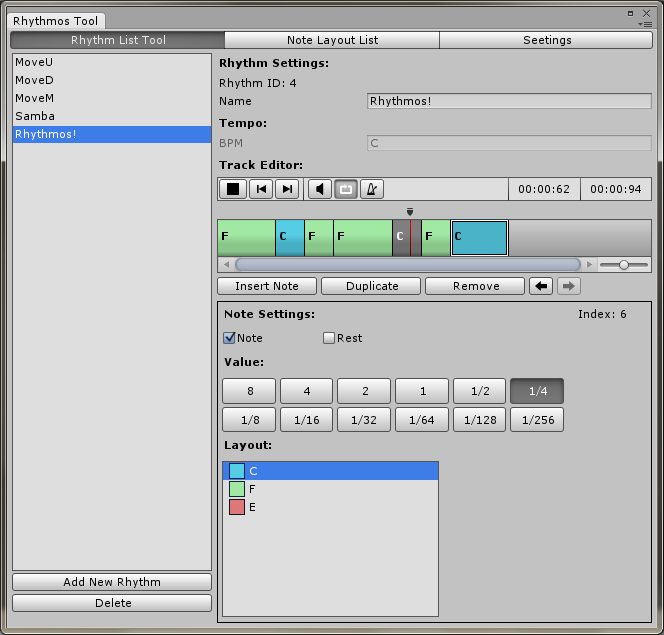 Rhythmos Tool
Rhythm List Tool Note Layout List Seetings
MoveU
MoveD
MoveM
Samba
Rhythmos!
Add New Rhythm
Delete
Rhythm Settings:
Rhythm ID: 4
Name Rhythmos!
Tempo:
BPM C
Track Editor:
00:00:62 00:00:94
F C F F C F C
Insert Note Duplicate Remove
Note Settings: Index: 6
Note Rest
Value:
8 4 2 1 1/2 1/4
1/8 1/16 1/32 1/64 1/128 1/256
Layout:
C
F
E